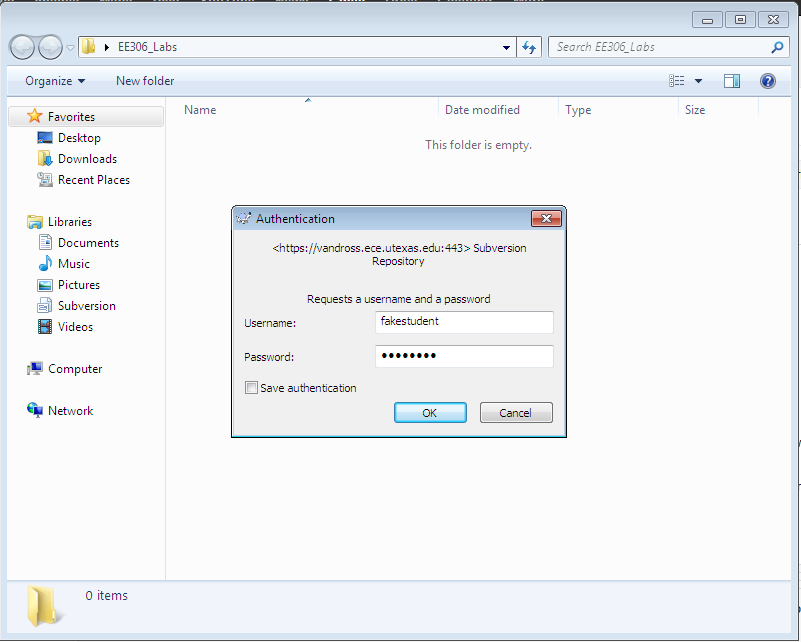 EE306_Labs
Search EE306_Labs
Organize
New folder
Favorites
Desktop
Downloads
Recent Places
Libraries
Documents
Music
Pictures
Subversion
Videos
Computer
Network
Name
Date modified
Type
Size
This folder is empty.
Authentication
<https://vandross.ece.utexas.edu:443> Subversion
Repository
Requests a username and a password
Username:
fakestudent
Password:
••••••••
Save authentication
OK
Cancel
0 items